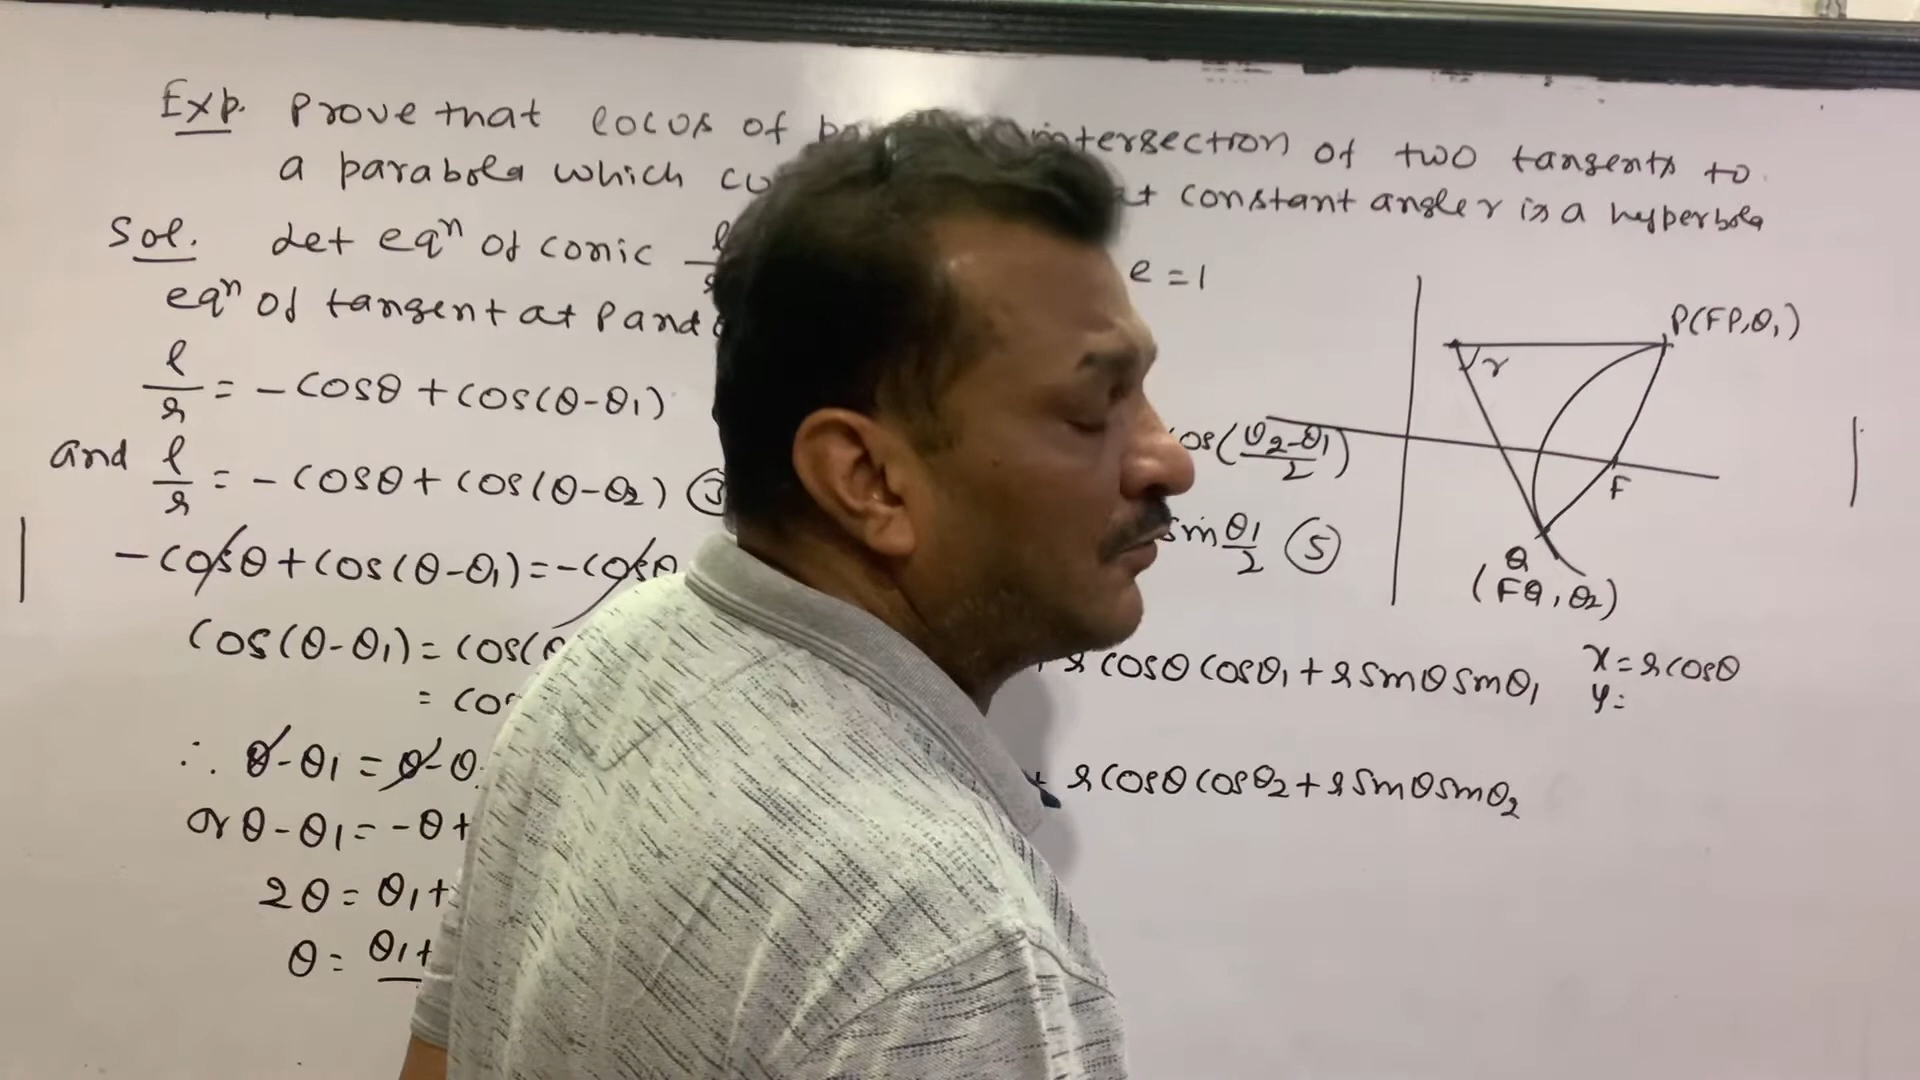 Exp. Prove that locus of intersection of two tangents to
a parabola which at constant angle γ is a hyperbola
Sol. Let eqⁿ of conic e = 1
eqⁿ of tangent at P and
l/r = - cosθ + cos(θ-θ₁)
and l/r = - cosθ + cos(θ-θ₂) ③
- cosθ + cos(θ-θ₁) = - cosθ
cos(θ-θ₁) = cos(
= cos
∴ θ-θ₁ = θ-θ
or θ-θ₁ = -θ+
2θ = θ₁+
θ = θ₁+
cos(θ₂-θ₁/2)
sin θ₁/2 ⑤
r cosθ cosθ₁ + r sinθ sinθ₁
+ r cosθ cosθ₂ + r sinθ sinθ₂
x = r cosθ
y =
P(FP, θ₁)
γ
F
Q
(FQ, θ₂)